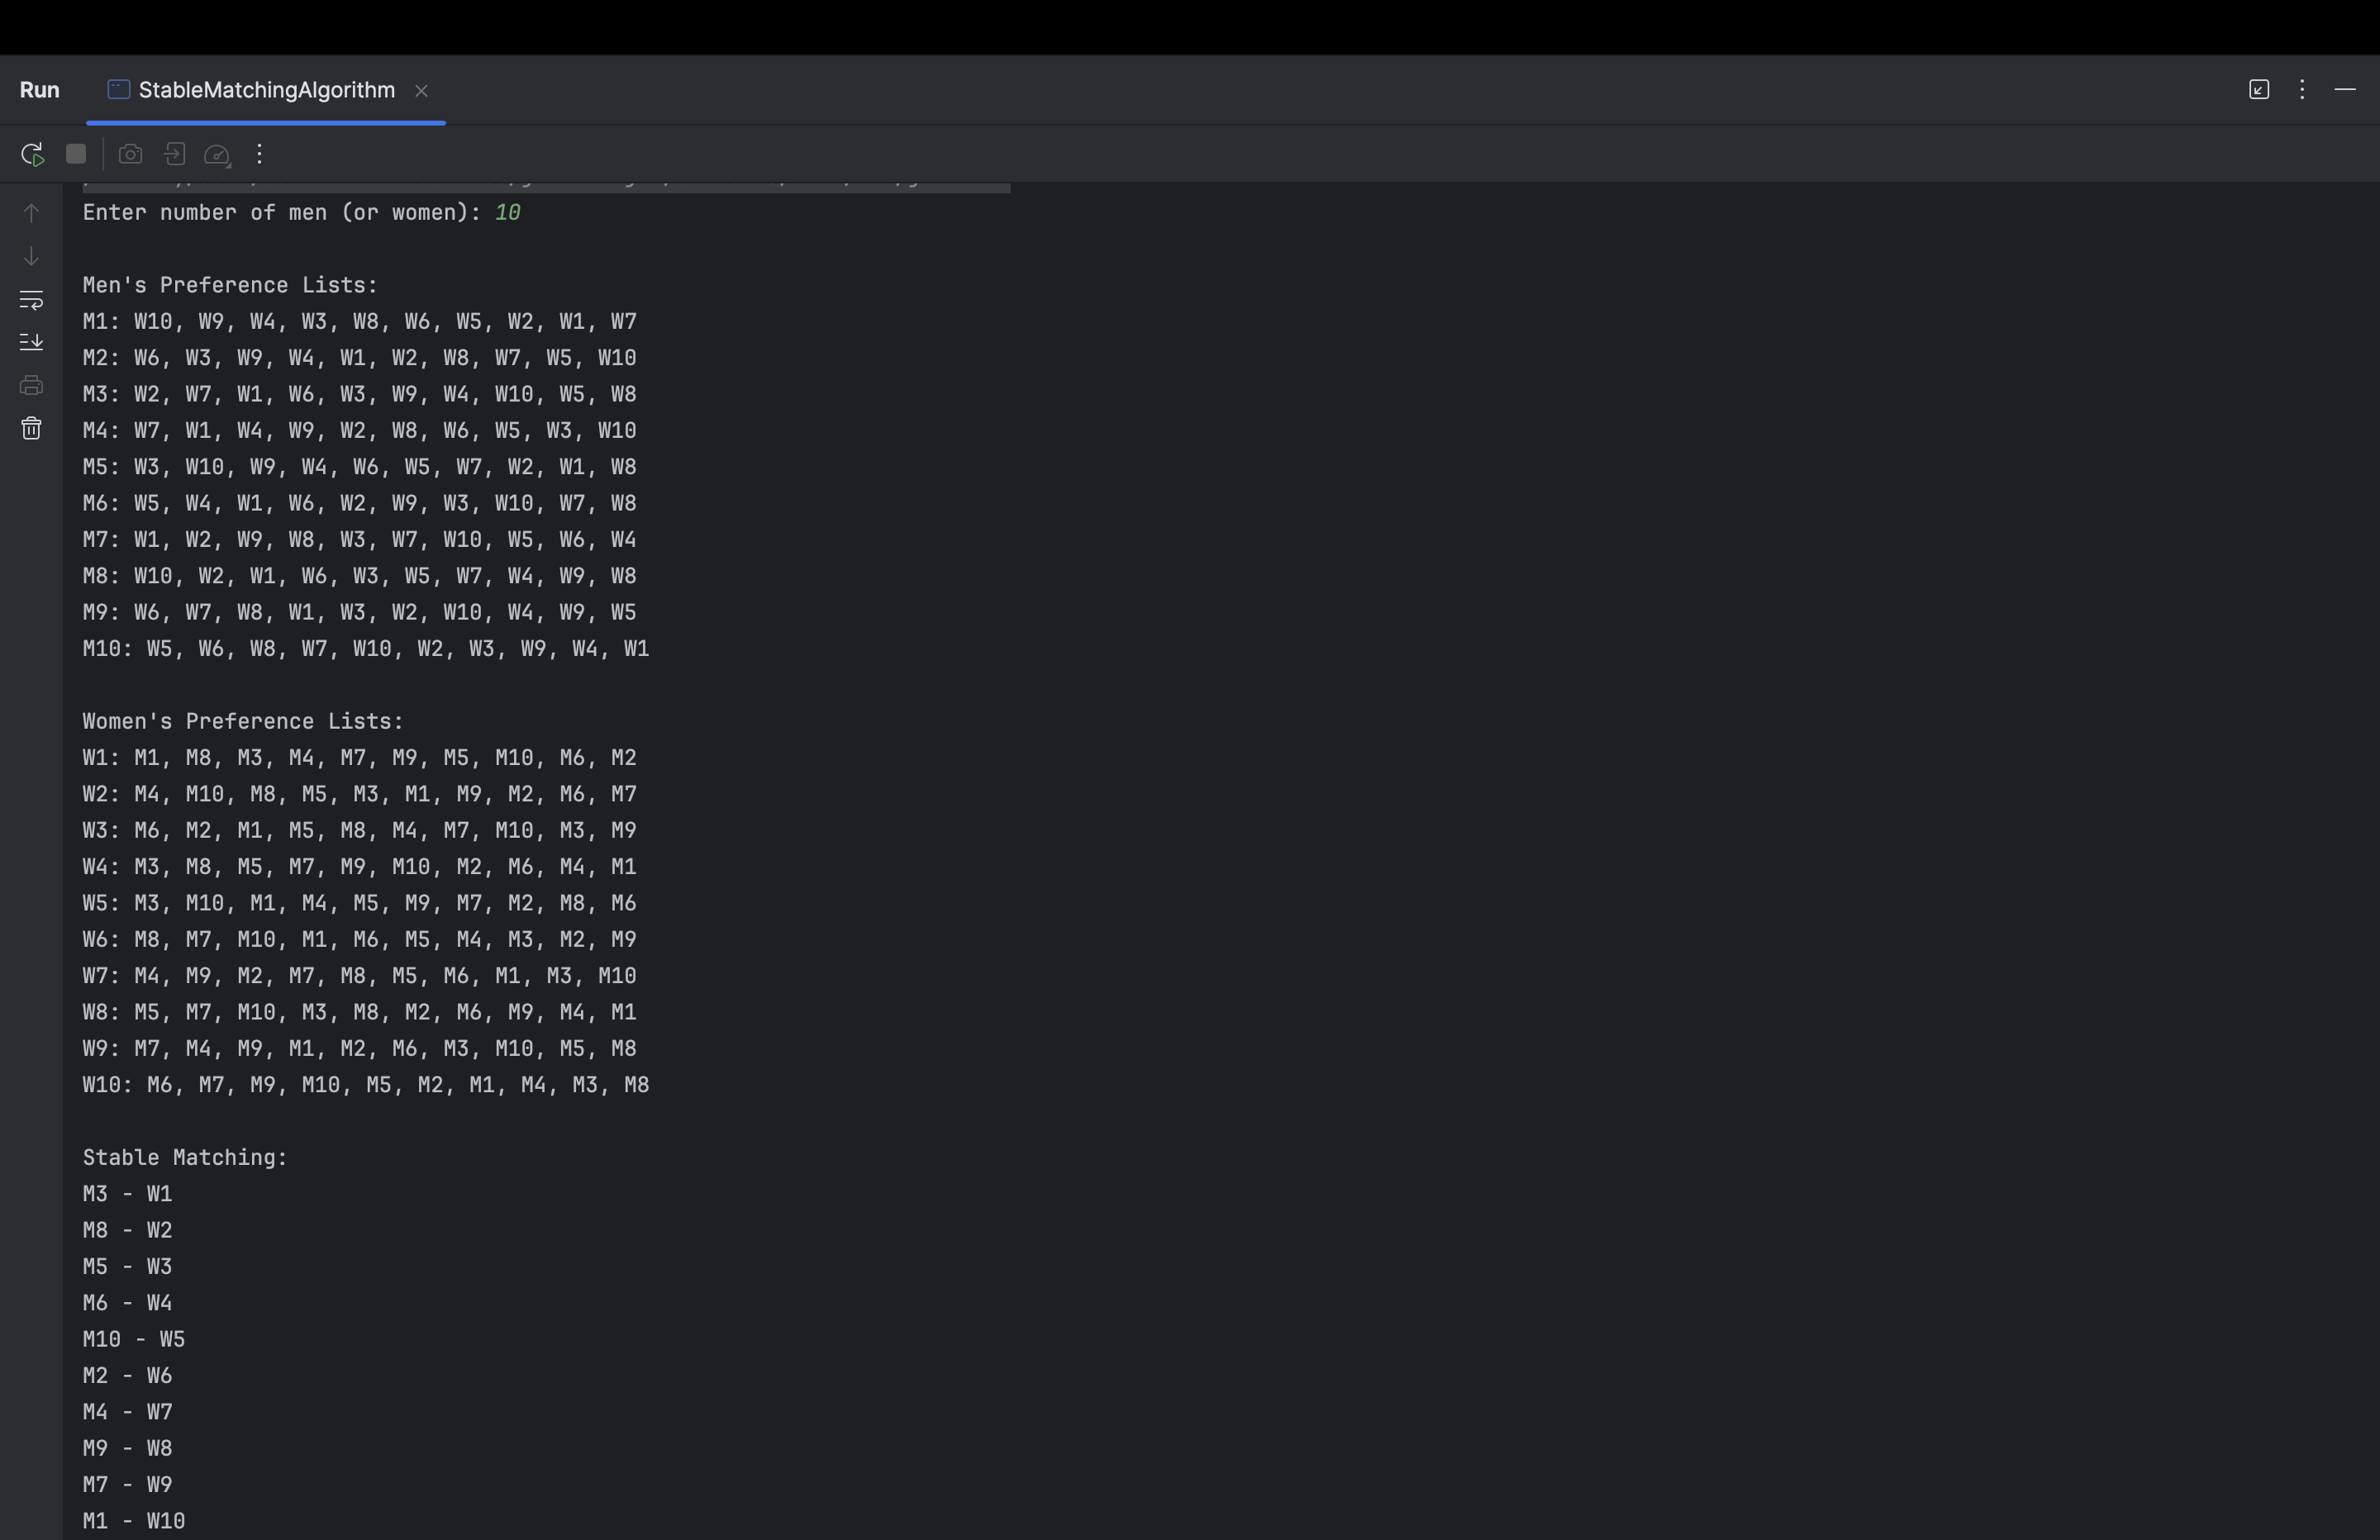 Run StableMatchingAlgorithm
Enter number of men (or women): 10
Men's Preference Lists:
M1: W10, W9, W4, W3, W8, W6, W5, W2, W1, W7
M2: W6, W3, W9, W4, W1, W2, W8, W7, W5, W10
M3: W2, W7, W1, W6, W3, W9, W4, W10, W5, W8
M4: W7, W1, W4, W9, W2, W8, W6, W5, W3, W10
M5: W3, W10, W9, W4, W6, W5, W7, W2, W1, W8
M6: W5, W4, W1, W6, W2, W9, W3, W10, W7, W8
M7: W1, W2, W9, W8, W3, W7, W10, W5, W6, W4
M8: W10, W2, W1, W6, W3, W5, W7, W4, W9, W8
M9: W6, W7, W8, W1, W3, W2, W10, W4, W9, W5
M10: W5, W6, W8, W7, W10, W2, W3, W9, W4, W1
Women's Preference Lists:
W1: M1, M8, M3, M4, M7, M9, M5, M10, M6, M2
W2: M4, M10, M8, M5, M3, M1, M9, M2, M6, M7
W3: M6, M2, M1, M5, M8, M4, M7, M10, M3, M9
W4: M3, M8, M5, M7, M9, M10, M2, M6, M4, M1
W5: M3, M10, M1, M4, M5, M9, M7, M2, M8, M6
W6: M8, M7, M10, M1, M6, M5, M4, M3, M2, M9
W7: M4, M9, M2, M7, M8, M5, M6, M1, M3, M10
W8: M5, M7, M10, M3, M8, M2, M6, M9, M4, M1
W9: M7, M4, M9, M1, M2, M6, M3, M10, M5, M8
W10: M6, M7, M9, M10, M5, M2, M1, M4, M3, M8
Stable Matching:
M3 - W1
M8 - W2
M5 - W3
M6 - W4
M10 - W5
M2 - W6
M4 - W7
M9 - W8
M7 - W9
M1 - W10